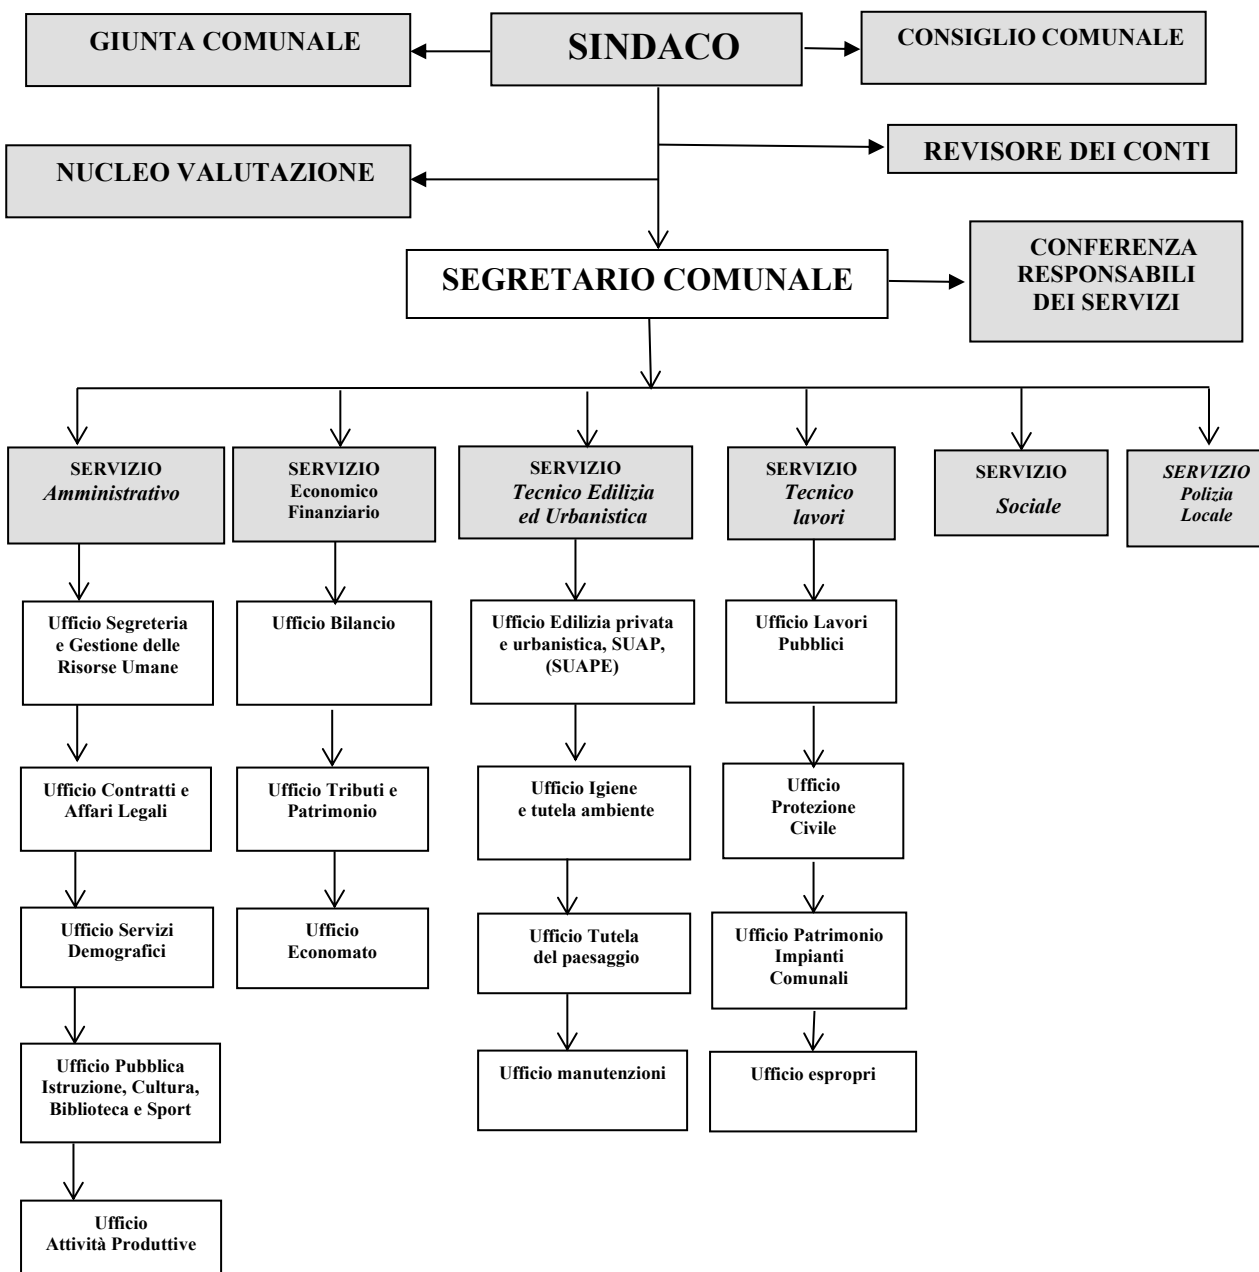 GIUNTA COMUNALE
SINDACO
CONSIGLIO COMUNALE
NUCLEO VALUTAZIONE
REVISORE DEI CONTI
SEGRETARIO COMUNALE
CONFERENZA
RESPONSABILI
DEI SERVIZI
SERVIZIO
Amministrativo
SERVIZIO
Economico
Finanziario
SERVIZIO
Tecnico Edilizia
ed Urbanistica
SERVIZIO
Tecnico
lavori
SERVIZIO
Sociale
SERVIZIO
Polizia
Locale
Ufficio Segreteria
e Gestione delle
Risorse Umane
Ufficio Bilancio
Ufficio Edilizia privata
e urbanistica, SUAP,
(SUAPE)
Ufficio Lavori
Pubblici
Ufficio Contratti e
Affari Legali
Ufficio Tributi e
Patrimonio
Ufficio Igiene
e tutela ambiente
Ufficio
Protezione
Civile
Ufficio Servizi
Demografici
Ufficio
Economato
Ufficio Tutela
del paesaggio
Ufficio Patrimonio
Impianti
Comunali
Ufficio Pubblica
Istruzione, Cultura,
Biblioteca e Sport
Ufficio manutenzioni
Ufficio espropri
Ufficio
Attività Produttive